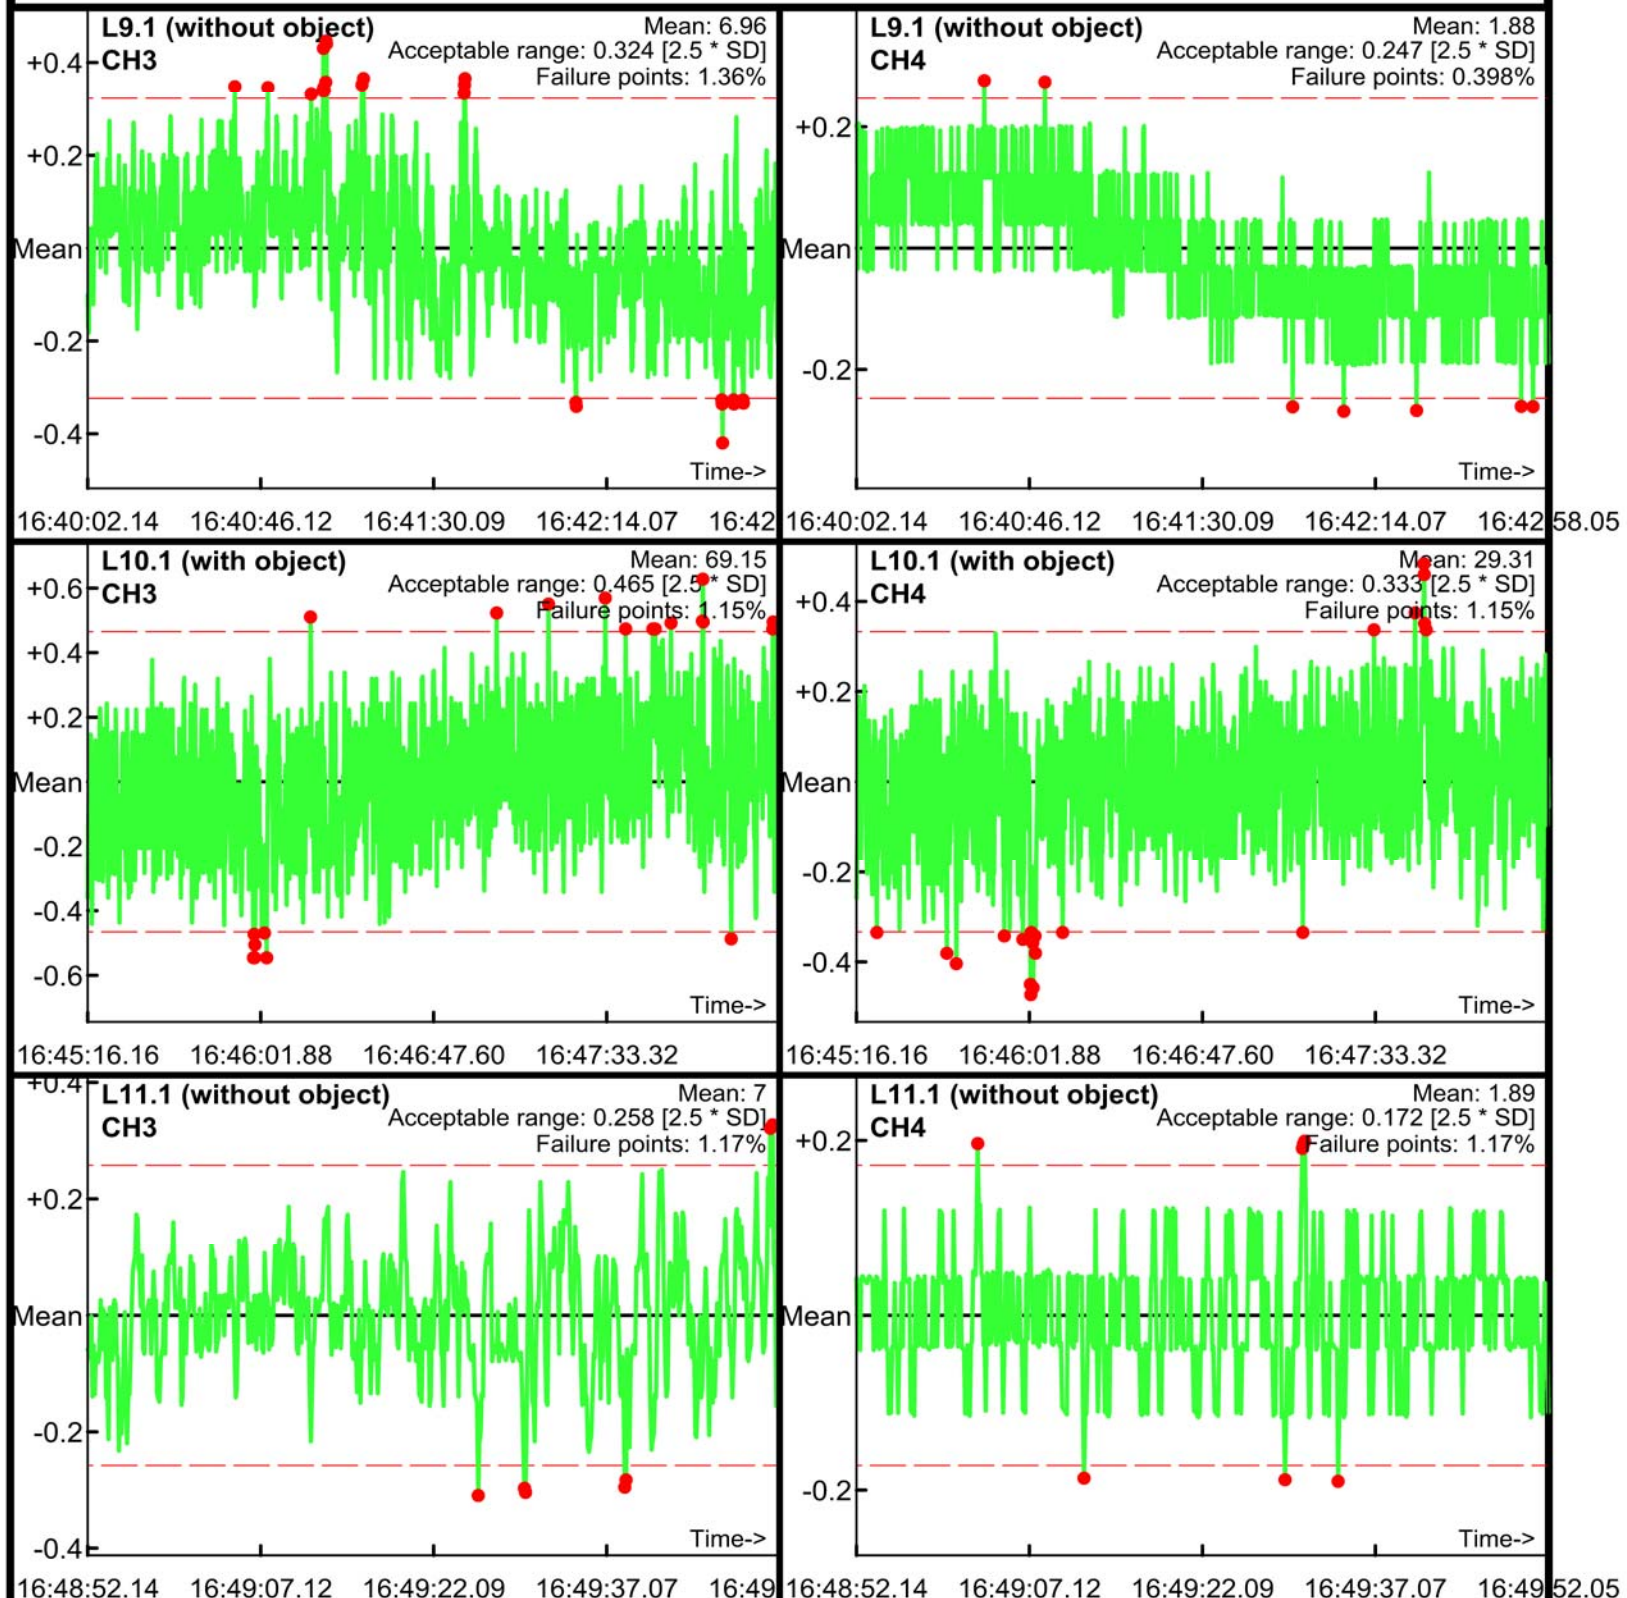 L9.1 (without object)
CH3
Mean: 6.96
Acceptable range: 0.324 [2.5 * SD]
Failure points: 1.36%
+0.4
+0.2
Mean
-0.2
-0.4
Time->
16:40:02.14 16:40:46.12 16:41:30.09 16:42:14.07 16:42
L9.1 (without object)
CH4
Mean: 1.88
Acceptable range: 0.247 [2.5 * SD]
Failure points: 0.398%
+0.2
Mean
-0.2
Time->
16:40:02.14 16:40:46.12 16:41:30.09 16:42:14.07 16:42:58.05
L10.1 (with object)
CH3
Mean: 69.15
Acceptable range: 0.465 [2.5 * SD]
Failure points: 1.15%
+0.6
+0.4
+0.2
Mean
-0.2
-0.4
-0.6
Time->
16:45:16.16 16:46:01.88 16:46:47.60 16:47:33.32
L10.1 (with object)
CH4
Mean: 29.31
Acceptable range: 0.333 [2.5 * SD]
Failure points: 1.15%
+0.4
+0.2
Mean
-0.2
-0.4
Time->
16:45:16.16 16:46:01.88 16:46:47.60 16:47:33.32
L11.1 (without object)
CH3
Mean: 7
Acceptable range: 0.258 [2.5 * SD]
Failure points: 1.17%
+0.4
+0.2
Mean
-0.2
-0.4
Time->
16:48:52.14 16:49:07.12 16:49:22.09 16:49:37.07 16:49
L11.1 (without object)
CH4
Mean: 1.89
Acceptable range: 0.172 [2.5 * SD]
Failure points: 1.17%
+0.2
Mean
-0.2
Time->
16:48:52.14 16:49:07.12 16:49:22.09 16:49:37.07 16:49:52.05